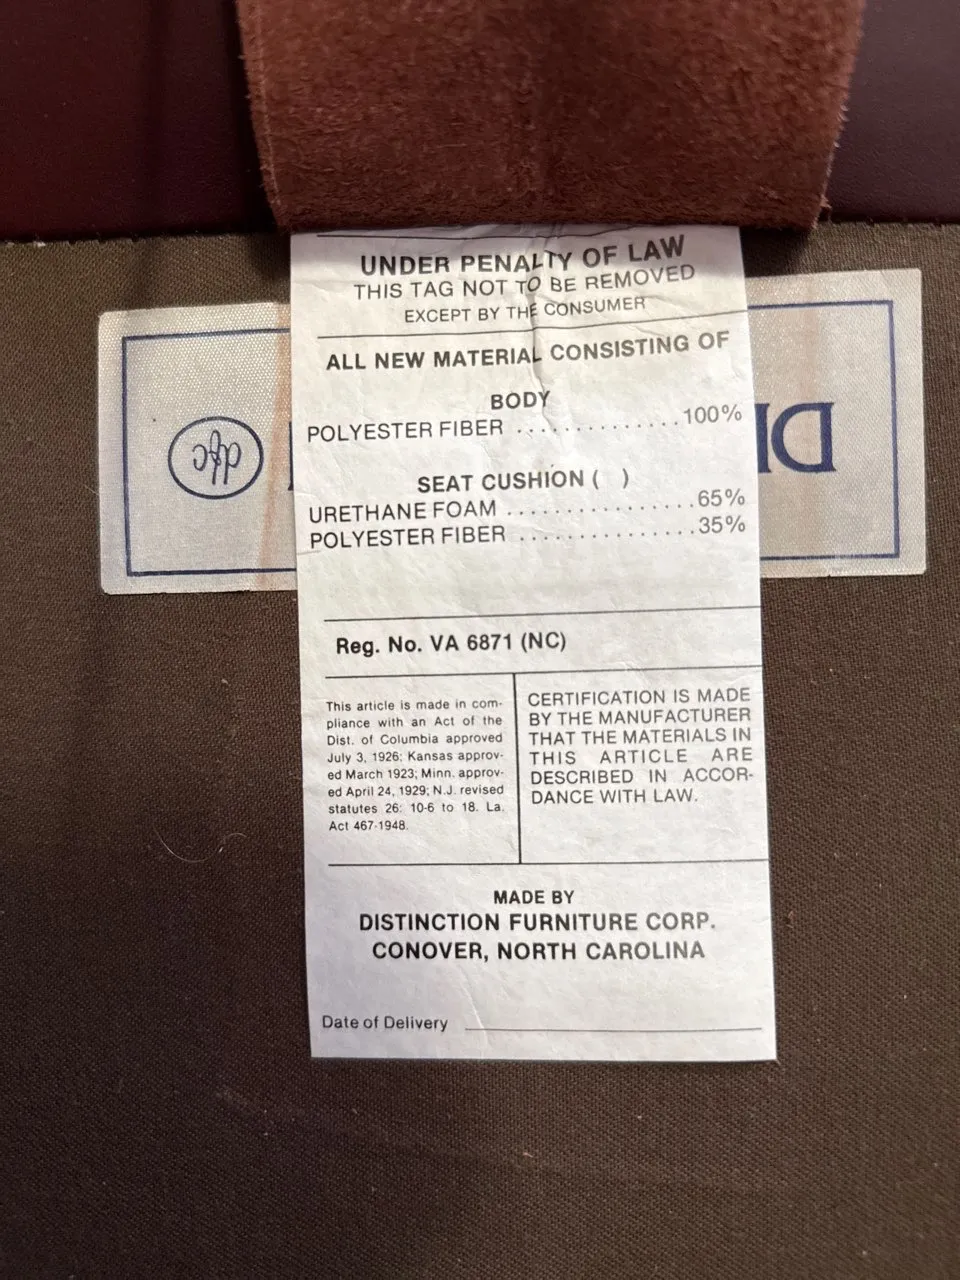 UNDER PENALTY OF LAW
THIS TAG NOT TO BE REMOVED
EXCEPT BY THE CONSUMER
ALL NEW MATERIAL CONSISTING OF
BODY
POLYESTER FIBER ..............100%
SEAT CUSHION ( )
URETHANE FOAM ................65%
POLYESTER FIBER ...............35%
Reg. No. VA 6871 (NC)
This article is made in com-
pliance with an Act of the
Dist. of Columbia approved
July 3, 1926; Kansas approv-
ed March 1923; Minn. approv-
ed April 24, 1929; N.J. revised
statutes 26: 10-6 to 18. La.
Act 467-1948.
CERTIFICATION IS MADE
BY THE MANUFACTURER
THAT THE MATERIALS IN
THIS ARTICLE ARE
DESCRIBED IN ACCOR-
DANCE WITH LAW.
MADE BY
DISTINCTION FURNITURE CORP.
CONOVER, NORTH CAROLINA
Date of Delivery
dfc